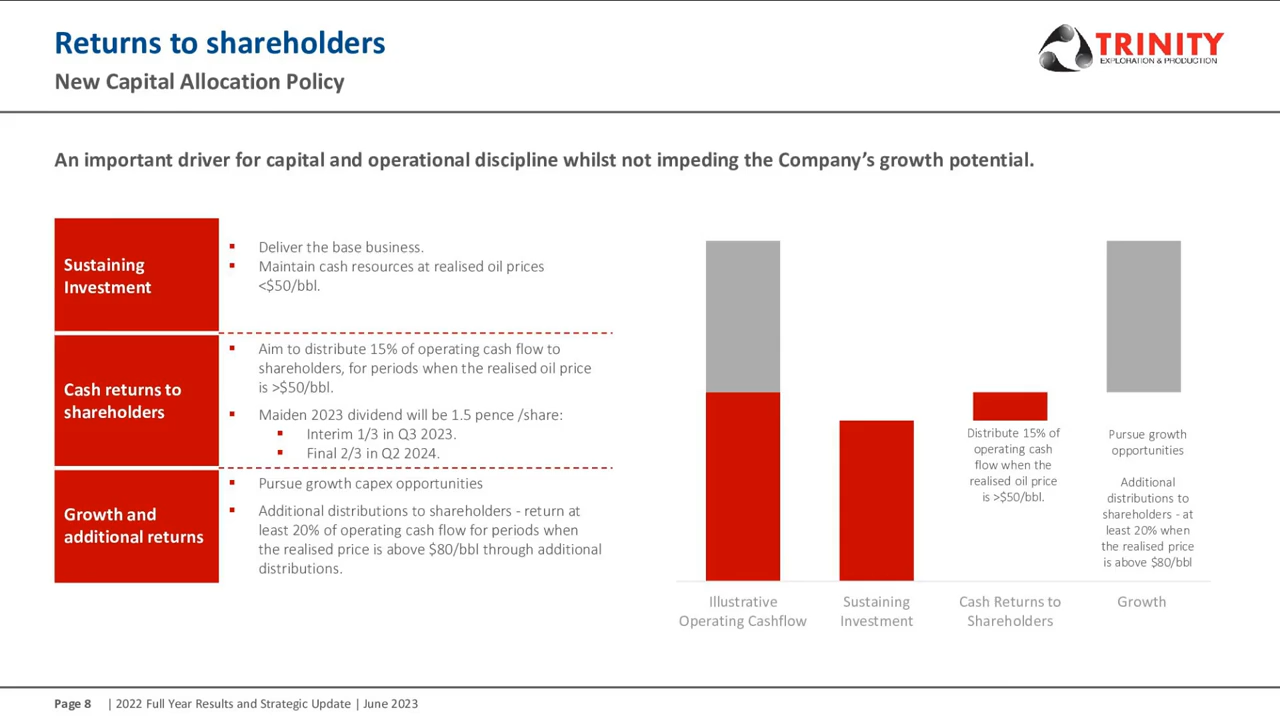 Returns to shareholders
New Capital Allocation Policy
TRINITY
EXPLORATION & PRODUCTION
An important driver for capital and operational discipline whilst not impeding the Company’s growth potential.
Sustaining
Investment
Deliver the base business.
Maintain cash resources at realised oil prices
<$50/bbl.
Cash returns to
shareholders
Aim to distribute 15% of operating cash flow to
shareholders, for periods when the realised oil price
is >$50/bbl.
Maiden 2023 dividend will be 1.5 pence /share:
Interim 1/3 in Q3 2023.
Final 2/3 in Q2 2024.
Growth and
additional returns
Pursue growth capex opportunities
Additional distributions to shareholders - return at
least 20% of operating cash flow for periods when
the realised price is above $80/bbl through additional
distributions.
Distribute 15% of
operating cash
flow when the
realised oil price
is >$50/bbl.
Pursue growth
opportunities
Additional
distributions to
shareholders - at
least 20% when
the realised price
is above $80/bbl
Illustrative
Operating Cashflow
Sustaining
Investment
Cash Returns to
Shareholders
Growth
Page 8 | 2022 Full Year Results and Strategic Update | June 2023